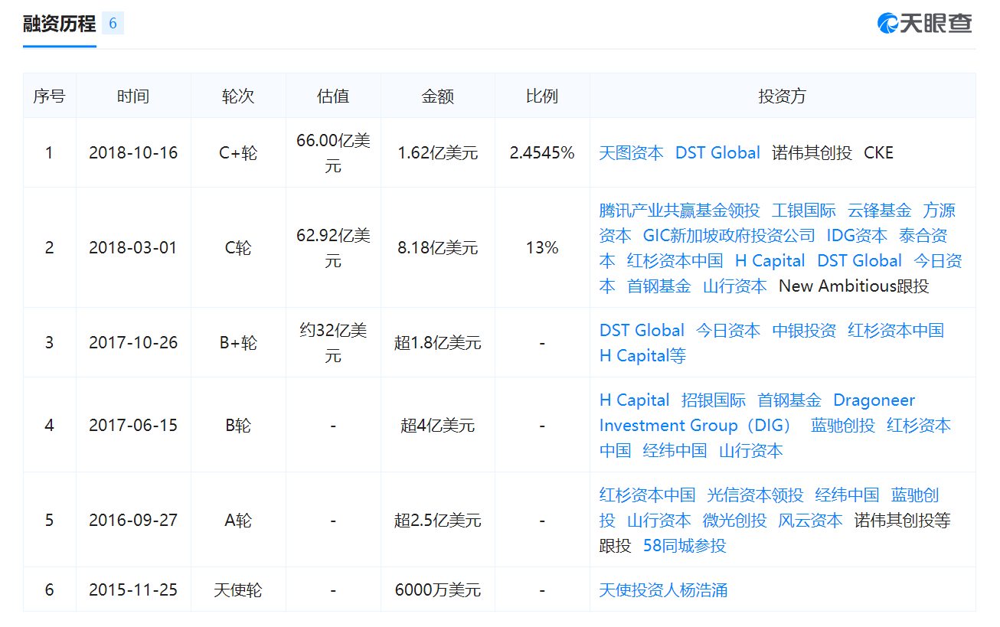 融资历程 6
天眼查
序号 时间 轮次 估值 金额 比例 投资方
1 2018-10-16 C+轮 66.00亿美元 1.62亿美元 2.4545% 天图资本 DST Global 诺伟其创投 CKE
2 2018-03-01 C轮 62.92亿美元 8.18亿美元 13% 腾讯产业共赢基金领投 工银国际 云锋基金 方源
资本 GIC新加坡政府投资公司 IDG资本 泰合资
本 红杉资本中国 H Capital DST Global 今日资
本 首钢基金 山行资本 New Ambitious跟投
3 2017-10-26 B+轮 约32亿美元 超1.8亿美元 - DST Global 今日资本 中银投资 红杉资本中国
H Capital等
4 2017-06-15 B轮 - 超4亿美元 - H Capital 招银国际 首钢基金 Dragoneer
Investment Group（DIG） 蓝驰创投 红杉资本
中国 经纬中国 山行资本
5 2016-09-27 A轮 - 超2.5亿美元 - 红杉资本中国 光信资本领投 经纬中国 蓝驰创
投 山行资本 微光创投 风云资本 诺伟其创投等
跟投 58同城参投
6 2015-11-25 天使轮 - 6000万美元 - 天使投资人杨浩涌